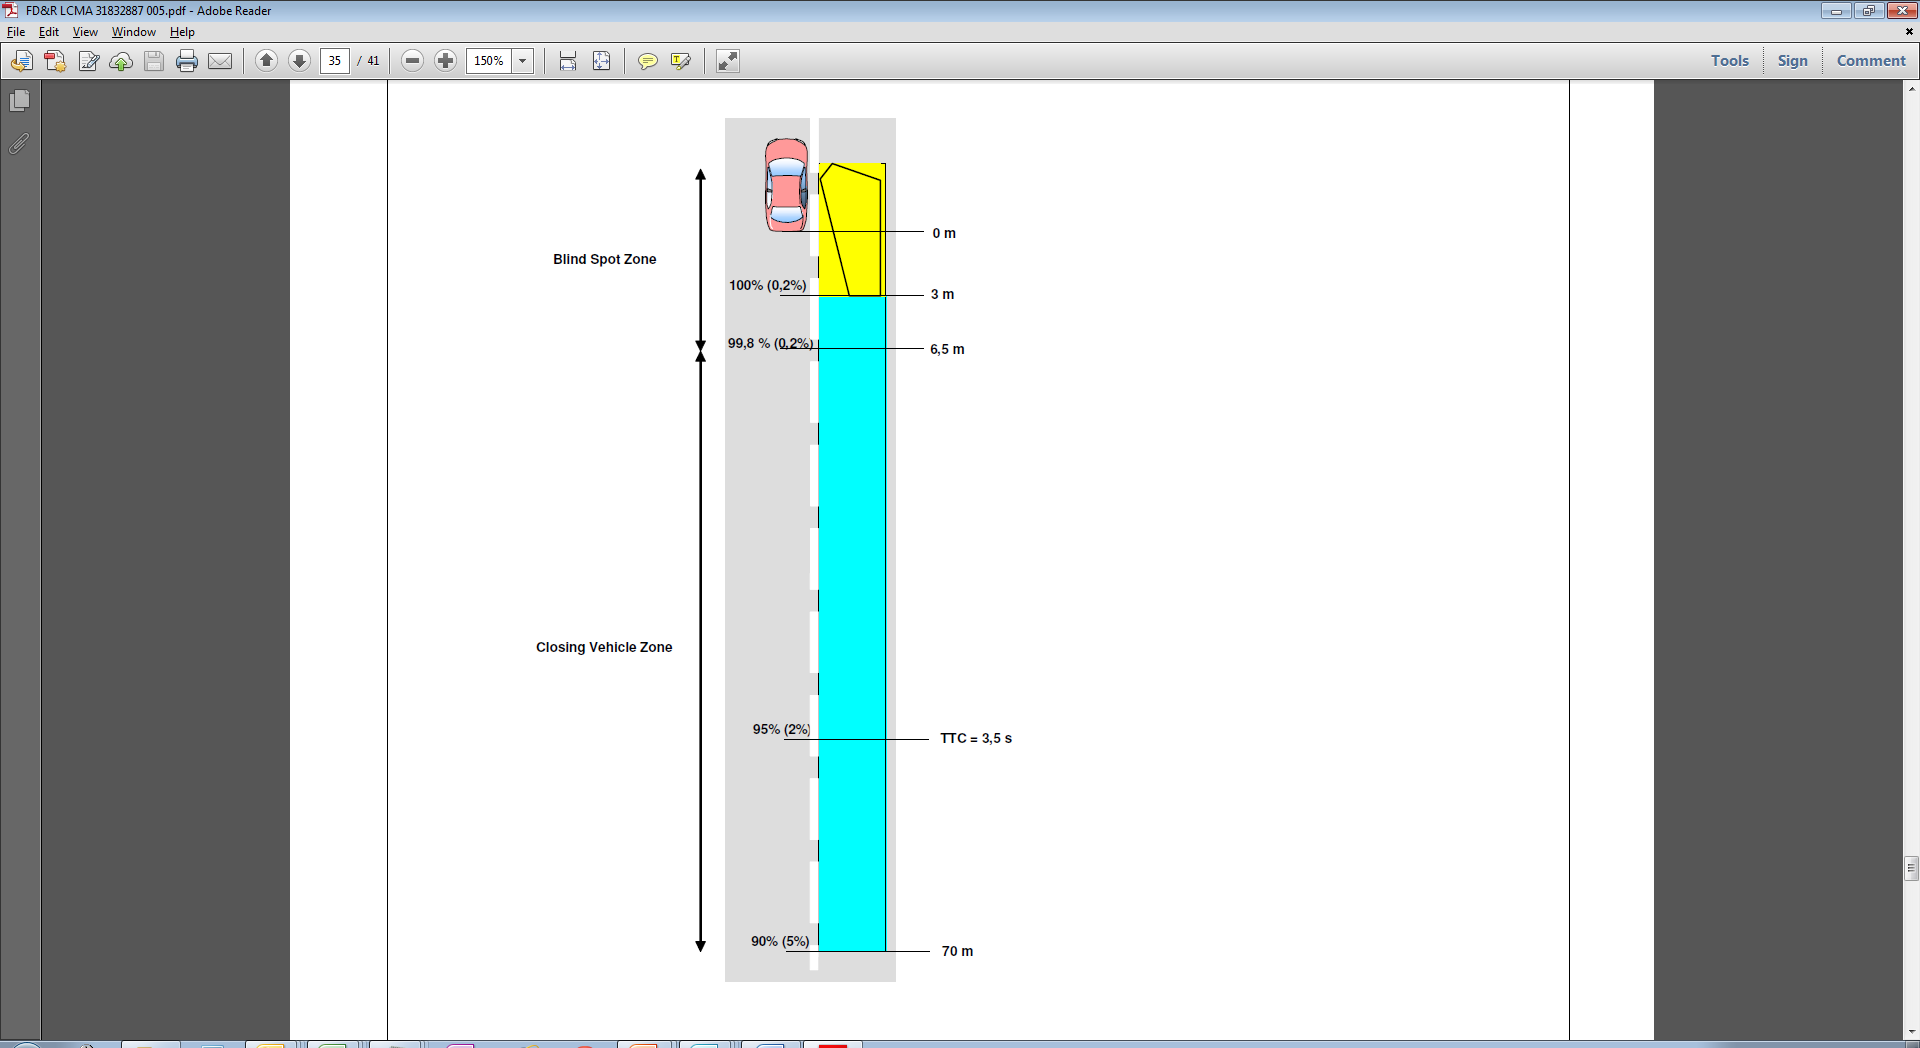 FD&R LCMA 31832887 005.pdf - Adobe Reader
File Edit View Window Help
35 / 41 150% Tools Sign Comment
0 m
Blind Spot Zone
100% (0,2%)
3 m
99,8 % (0,2%)
6,5 m
Closing Vehicle Zone
95% (2%)
TTC = 3,5 s
90% (5%)
70 m